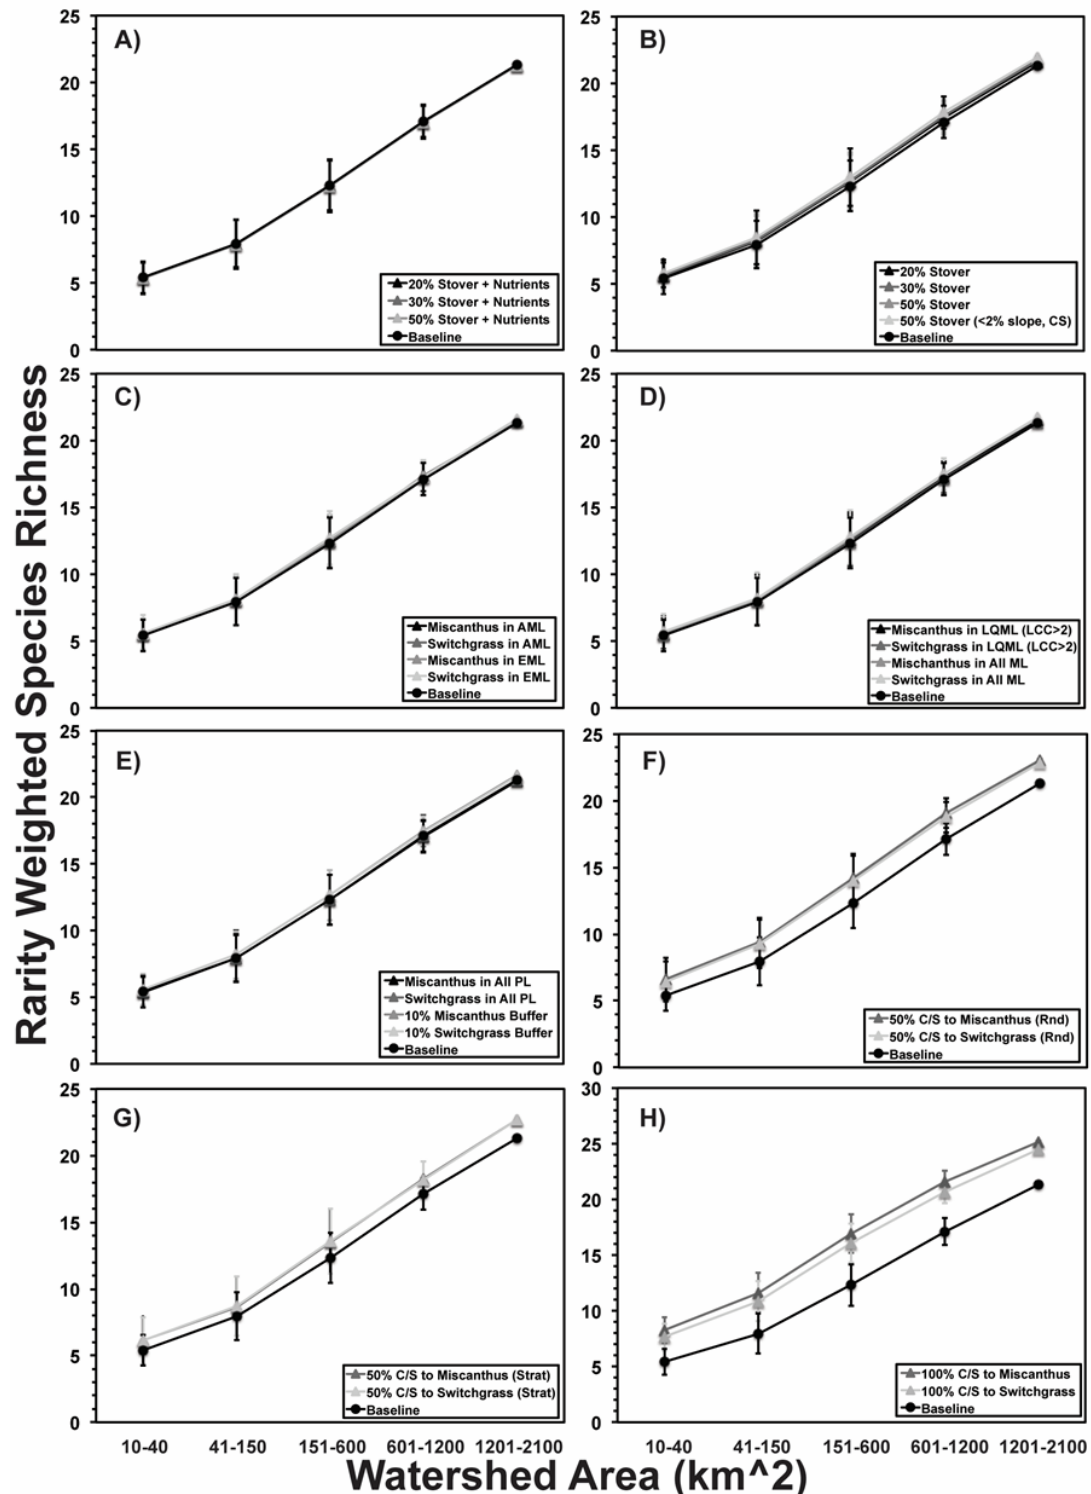 Rarity Weighted Species Richness
A)
25
20
15
10
5
0
20% Stover + Nutrients
30% Stover + Nutrients
50% Stover + Nutrients
Baseline
B)
25
20
15
10
5
0
20% Stover
30% Stover
50% Stover
50% Stover (<2% slope, CS)
Baseline
C)
25
20
15
10
5
0
Miscanthus in AML
Switchgrass in AML
Miscanthus in EML
Switchgrass in EML
Baseline
D)
25
20
15
10
5
0
Miscanthus in LQML (LCC>2)
Switchgrass in LQML (LCC>2)
Mischanthus in All ML
Switchgrass in All ML
Baseline
E)
25
20
15
10
5
0
Miscanthus in All PL
Switchgrass in All PL
10% Miscanthus Buffer
10% Switchgrass Buffer
Baseline
F)
25
20
15
10
5
0
50% C/S to Miscanthus (Rnd)
50% C/S to Switchgrass (Rnd)
Baseline
G)
25
20
15
10
5
0
50% C/S to Miscanthus (Strat)
50% C/S to Switchgrass (Strat)
Baseline
10-40 41-150 151-600 601-1200 1201-2100
H)
30
25
20
15
10
5
0
100% C/S to Miscanthus
100% C/S to Switchgrass
Baseline
10-40 41-150 151-600 601-1200 1201-2100
Watershed Area (km^2)